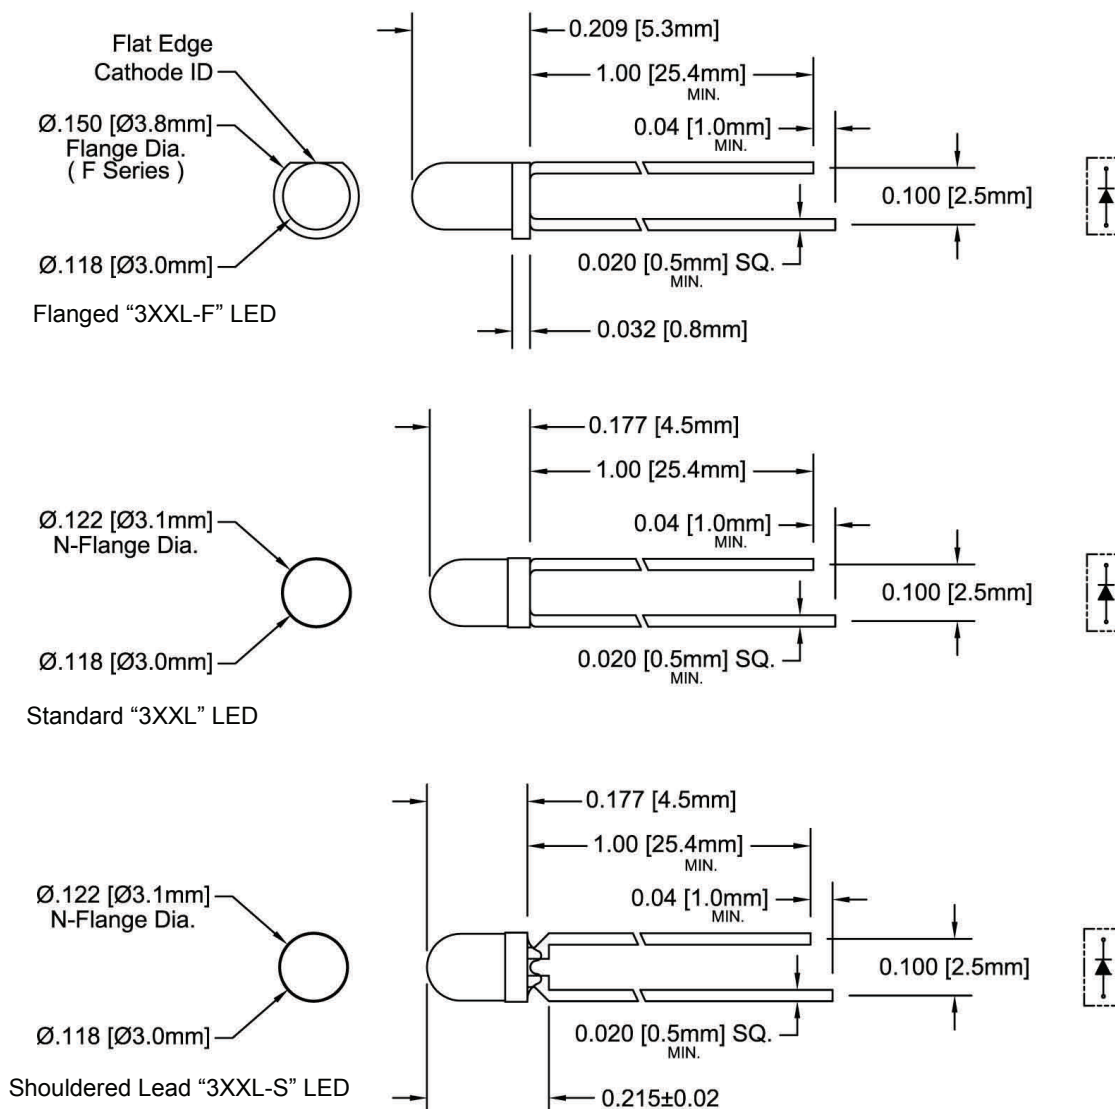 Flat Edge
Cathode ID
Ø.150 [Ø3.8mm]
Flange Dia.
( F Series )
Ø.118 [Ø3.0mm]
Flanged “3XXL-F” LED
0.209 [5.3mm]
1.00 [25.4mm]
MIN.
0.04 [1.0mm]
MIN.
0.100 [2.5mm]
0.020 [0.5mm] SQ.
MIN.
0.032 [0.8mm]
0.177 [4.5mm]
1.00 [25.4mm]
0.04 [1.0mm]
MIN.
Ø.122 [Ø3.1mm]
N-Flange Dia.
0.100 [2.5mm]
Ø.118 [Ø3.0mm]
0.020 [0.5mm] SQ.
MIN.
Standard “3XXL” LED
0.177 [4.5mm]
1.00 [25.4mm]
MIN.
0.04 [1.0mm]
MIN.
Ø.122 [Ø3.1mm]
N-Flange Dia.
0.100 [2.5mm]
Ø.118 [Ø3.0mm]
0.020 [0.5mm] SQ.
MIN.
Shouldered Lead “3XXL-S” LED
0.215±0.02